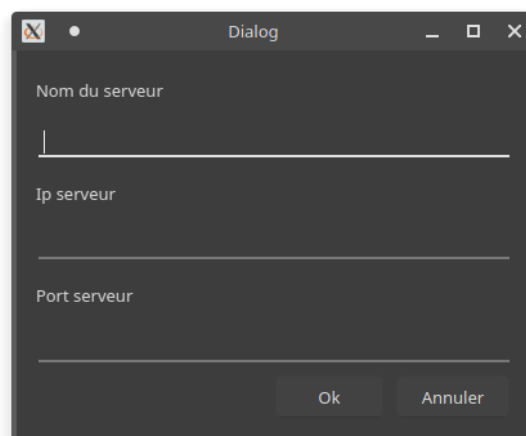 Dialog
Nom du serveur
Ip serveur
Port serveur
Ok Annuler